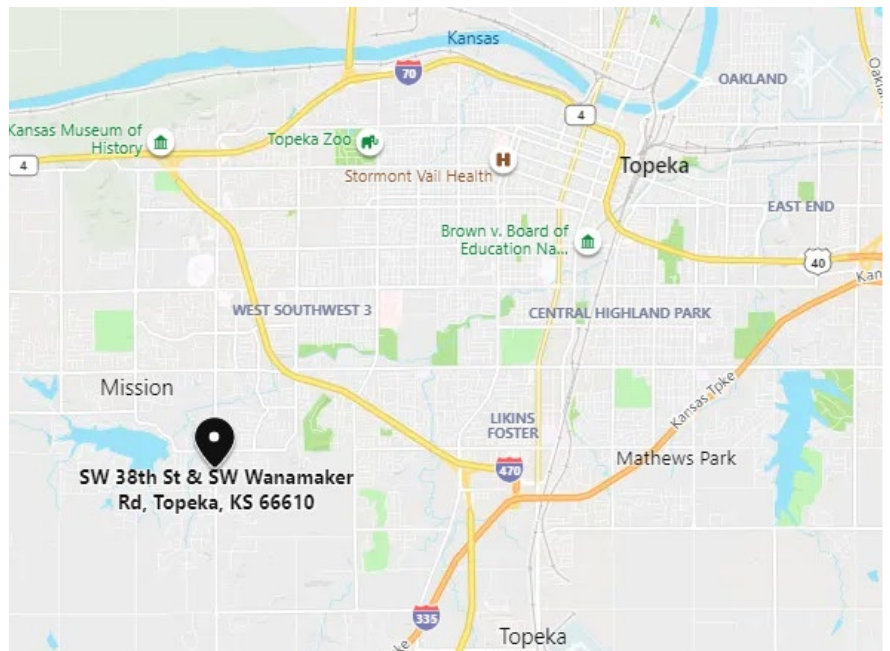 Kansas
70
OAKLAND
Oakla
4
Kansas Museum of
History
Topeka Zoo
4
Stormont Vail Health
Topeka
EAST END
Brown v. Board of
Education Na...
40
Kan
WEST SOUTHWEST 3
CENTRAL HIGHLAND PARK
Mission
Kansas Tpke
LIKINS
FOSTER
Mathews Park
470
SW 38th St & SW Wanamaker
Rd, Topeka, KS 66610
335
ke
Topeka